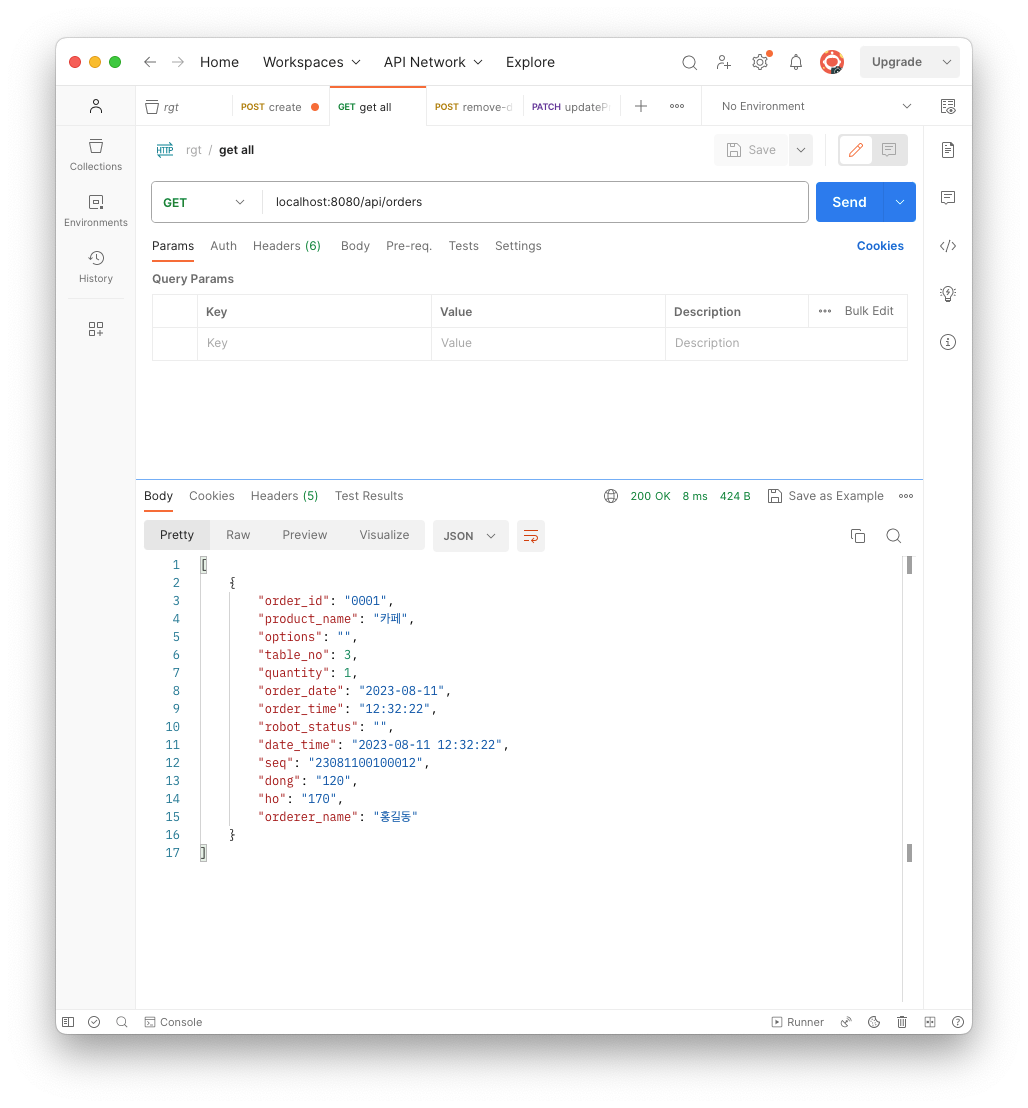 Home Workspaces API Network Explore Upgrade
rgt POST create GET get all POST remove-d PATCH updateP No Environment
HTTP rgt / get all Save
Collections
Environments
History
GET localhost:8080/api/orders Send
Params Auth Headers (6) Body Pre-req. Tests Settings Cookies
Query Params
Key Value Description ••• Bulk Edit
Key Value Description
Body Cookies Headers (5) Test Results 200 OK 8 ms 424 B Save as Example
Pretty Raw Preview Visualize JSON
1 [
2 {
3 "order_id": "0001",
4 "product_name": "카페",
5 "options": "",
6 "table_no": 3,
7 "quantity": 1,
8 "order_date": "2023-08-11",
9 "order_time": "12:32:22",
10 "robot_status": "",
11 "date_time": "2023-08-11 12:32:22",
12 "seq": "23081100100012",
13 "dong": "120",
14 "ho": "170",
15 "orderer_name": "홍길동"
16 }
17 ]
Console Runner